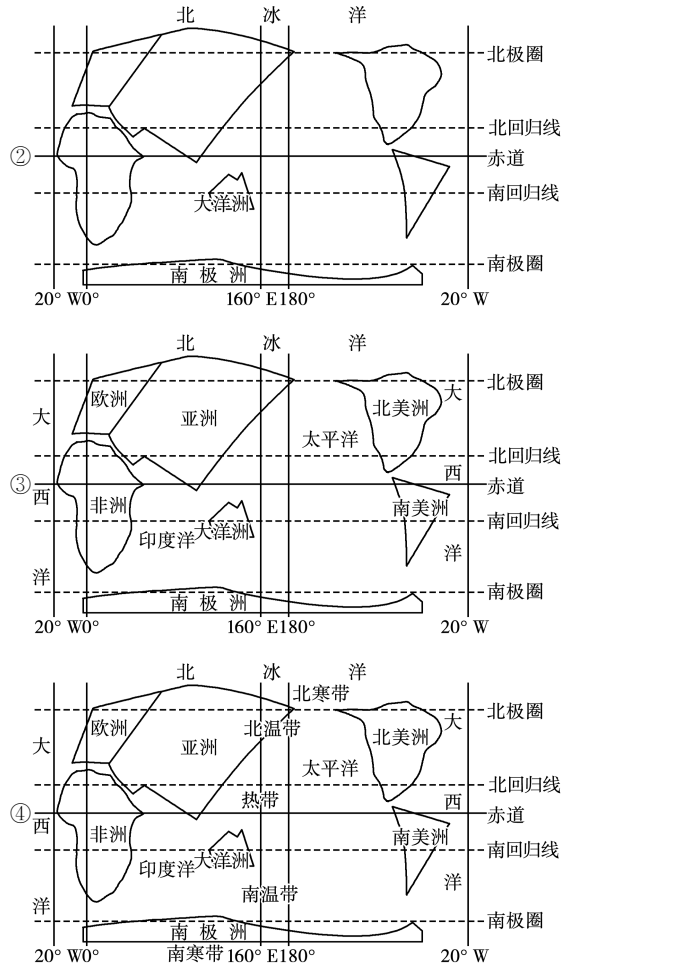 北 冰 洋
北极圈
北回归线
② 赤道
南回归线
大洋洲
南极圈
南 极 洲
20° W 0° 160° E 180° 20° W
北 冰 洋
北极圈
欧洲 大
大 亚洲 北美洲
太平洋
北回归线
西
③ 赤道
西 非洲 南美洲
南回归线
印度洋 大洋洲
洋
洋
南极圈
南 极 洲
20° W 0° 160° E 180° 20° W
北 冰 洋
北寒带
北极圈
欧洲 北温带 大
大 亚洲 北美洲
太平洋
北回归线
热带 西
④ 赤道
西 非洲 南美洲
南回归线
印度洋 大洋洲
洋
南温带
洋
南极圈
南 极 洲
20° W 0° 南寒带 160° E 180° 20° W